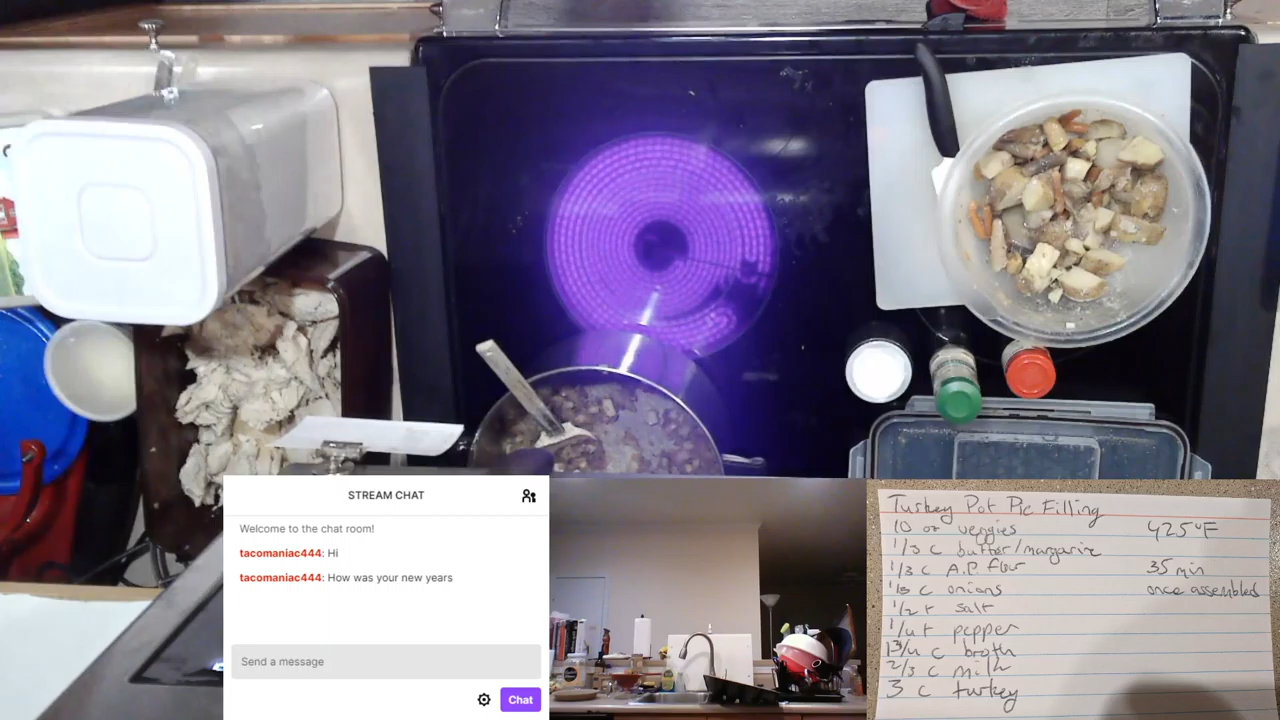 STREAM CHAT
Welcome to the chat room!
tacomaniac444: Hi
tacomaniac444: How was your new years
Send a message
Chat
Turkey Pot Pie Filling
10 oz veggies
425°F
1/3 c butter/margarine
1/3 c A.P. flour
35 min
1/3 c onions
once assembled
1/2 t salt
1/4 t pepper
1 3/4 c broth
2/3 c milk
3 c turkey